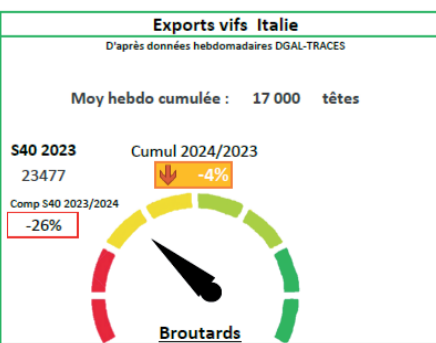 Exports vifs Italie
D'après données hebdomadaires DGAL-TRACES
Moy hebdo cumulée : 17 000 têtes
S40 2023 Cumul 2024/2023
23477 -4%
Comp S40 2023/2024
-26%
Broutards